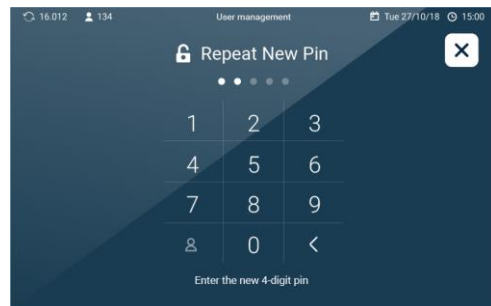 16.012 134 User management Tue 27/10/18 15:00
Repeat New Pin
1 2 3
4 5 6
7 8 9
0
Enter the new 4-digit pin